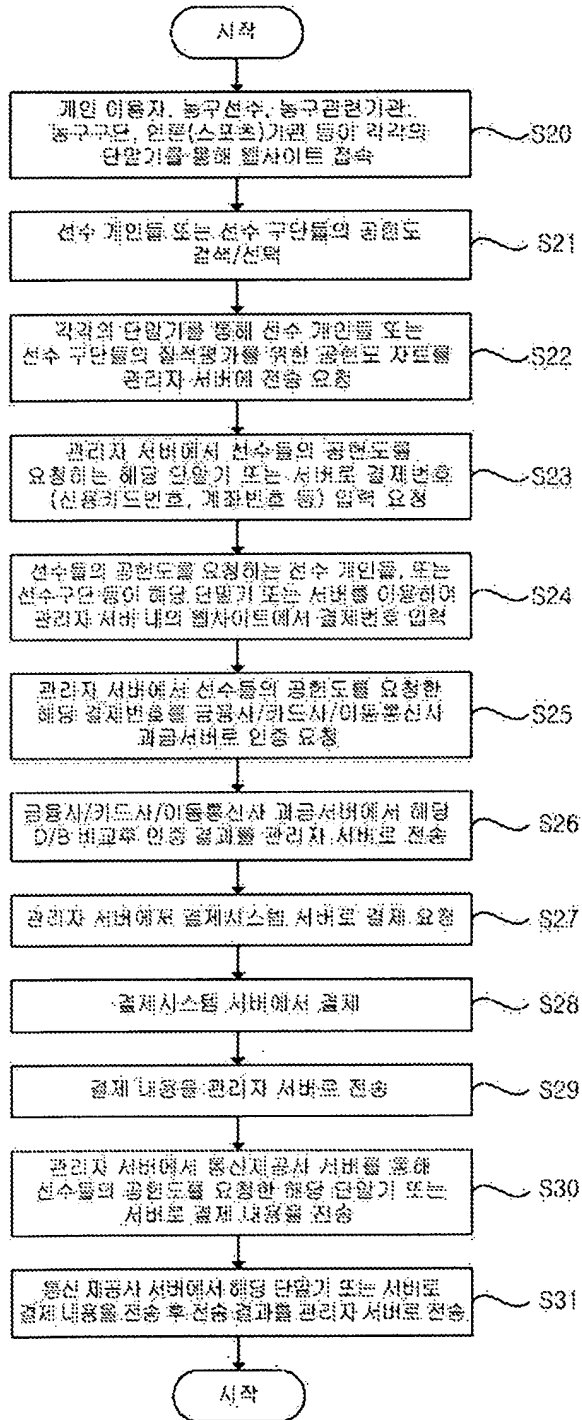 시작
개인 이용자, 농구선수, 농구관련기관,
농구구단, 언론(스포츠)기관 등이 각각의
단말기를 통해 웹사이트 접속
S20
선수 개인들 또는 선수 구단들의 공헌도
검색/선택
S21
각각의 단말기를 통해 선수 개인들 또는
선수 구단들의 질적평가를 위한 공헌도 자료를
관리자 서버에 전송 요청
S22
관리자 서버에서 선수들의 공헌도를
요청하는 해당 단말기 또는 서버로 결제번호
(신용카드번호, 계좌번호 등) 입력 요청
S23
선수들의 공헌도를 요청하는 선수 개인들, 또는
선수구단 등이 해당 단말기 또는 서버를 이용하여
관리자 서버 내의 웹사이트에서 결제번호 입력
S24
관리자 서버에서 선수들의 공헌도를 요청한
해당 결제번호를 금융사/카드사/이동통신사
과금서버로 인증 요청
S25
금융사/카드사/이동통신사 과금서버에서 해당
D/B 비교후 인증 결과를 관리자 서버로 전송
S26
관리자 서버에서 결제시스템 서버로 결제 요청
S27
결제시스템 서버에서 결제
S28
결제 내용을 관리자 서버로 전송
S29
관리자 서버에서 통신제공사 서버를 통해
선수들의 공헌도를 요청한 해당 단말기 또는
서버로 결제 내용을 전송
S30
통신 제공사 서버에서 해당 단말기 또는 서버로
결제 내용을 전송 후 전송 결과를 관리자 서버로 전송
S31
시작